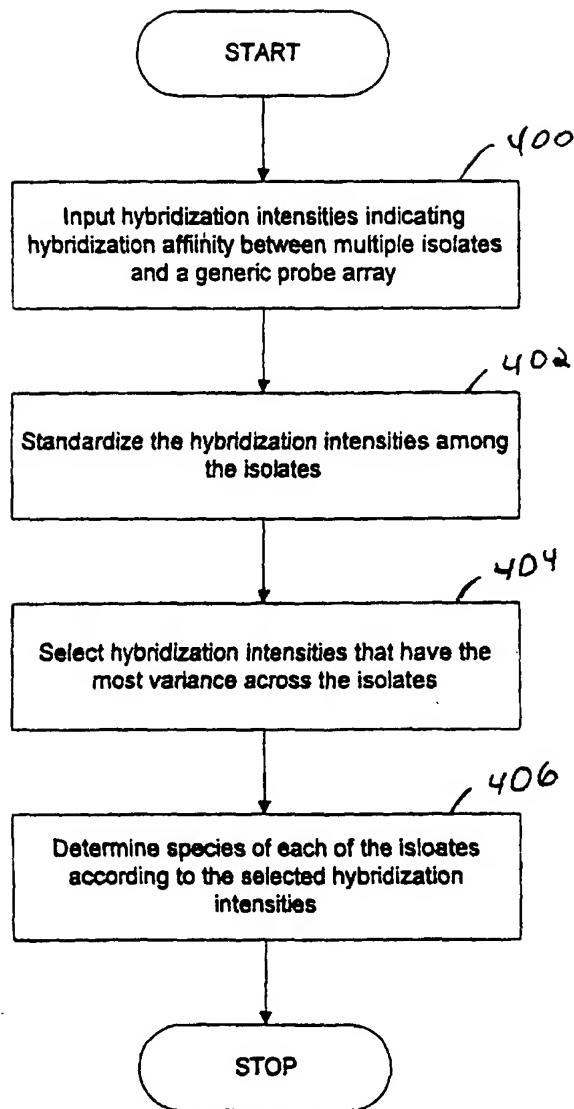 START
400
Input hybridization intensities indicating
hybridization affinity between multiple isolates
and a generic probe array
402
Standardize the hybridization intensities among
the isolates
404
Select hybridization intensities that have the
most variance across the isolates
406
Determine species of each of the isloates
according to the selected hybridization
intensities
STOP